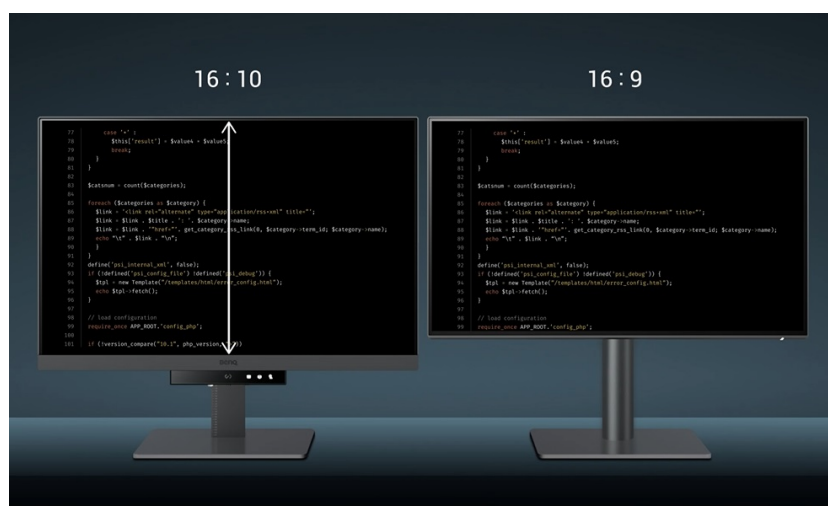 16:10
77 case '+' :
78 $this['result'] = $value4 + $value5;
79 break;
80 }
81 }
82
83 $catsnum = count($categories);
84
85 foreach ($categories as $category) {
86 $link = '<link rel="alternate" type="application/rss+xml" title="';
87 $link = $link . $title . ': '. $category->name;
88 $link = $link . '"href="'. get_category_rss_link(0, $category->term_id; $category->name);
89 echo "\t" . $link . "\n";
90 }
91 }
92 define('psi_internal_xml', false);
93 if (!defined('psi_config_file') !defined('psi_debug')) {
94 $tpl = new Template("/templates/html/error_config.html");
95 echo $tpl->fetch();
96 }
97
98 // load configuration
99 require_once APP_ROOT.'config_php';
100
101 if (!version_compare("30.3", php_version,
BenQ
16:9
77 case '+' :
78 $this['result'] = $value4 + $value5;
79 break;
80 }
81 }
82
83 $catsnum = count($categories);
84
85 foreach ($categories as $category) {
86 $link = '<link rel="alternate" type="application/rss+xml" title="';
87 $link = $link . $title . ': '. $category->name;
88 $link = $link . '"href="'. get_category_rss_link(0, $category->term_id; $category->name);
89 echo "\t" . $link . "\n";
90 }
91 }
92 define('psi_internal_xml', false);
93 if (!defined('psi_config_file') !defined('psi_debug')) {
94 $tpl = new Template("/templates/html/error_config.html");
95 echo $tpl->fetch();
96 }
97
98 // load configuration
99 require_once APP_ROOT.'config_php';